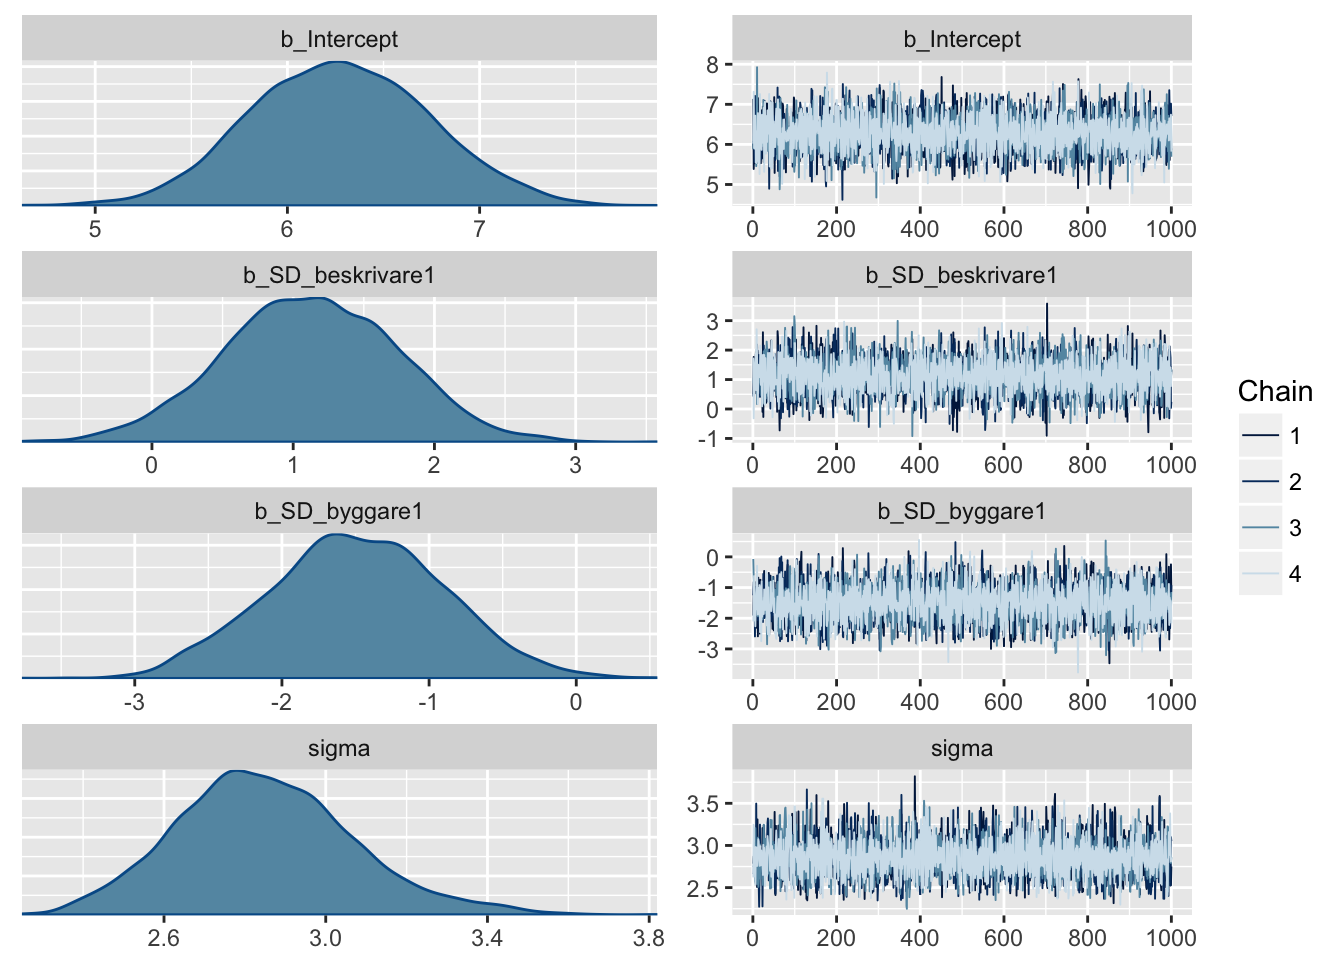 b_Intercept
5 6 7
b_Intercept
8
7
6
5
0 200 400 600 800 1000
b_SD_beskrivare1
0 1 2 3
b_SD_beskrivare1
3
2
1
0
-1
0 200 400 600 800 1000
b_SD_byggare1
-3 -2 -1 0
b_SD_byggare1
0
-1
-2
-3
0 200 400 600 800 1000
sigma
2.6 3.0 3.4 3.8
sigma
3.5
3.0
2.5
0 200 400 600 800 1000
Chain
1
2
3
4